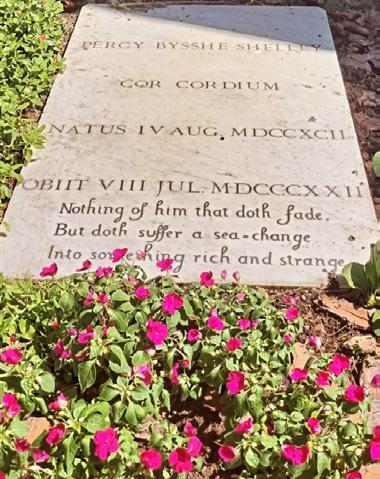 PERCY BYSSHE SHELLEY
COR CORDIUM
NATUS IV AUG. MDCCXCII
OBIIT VIII JUL. MDCCCXXII
Nothing of him that doth fade,
But doth suffer a sea-change
Into something rich and strange